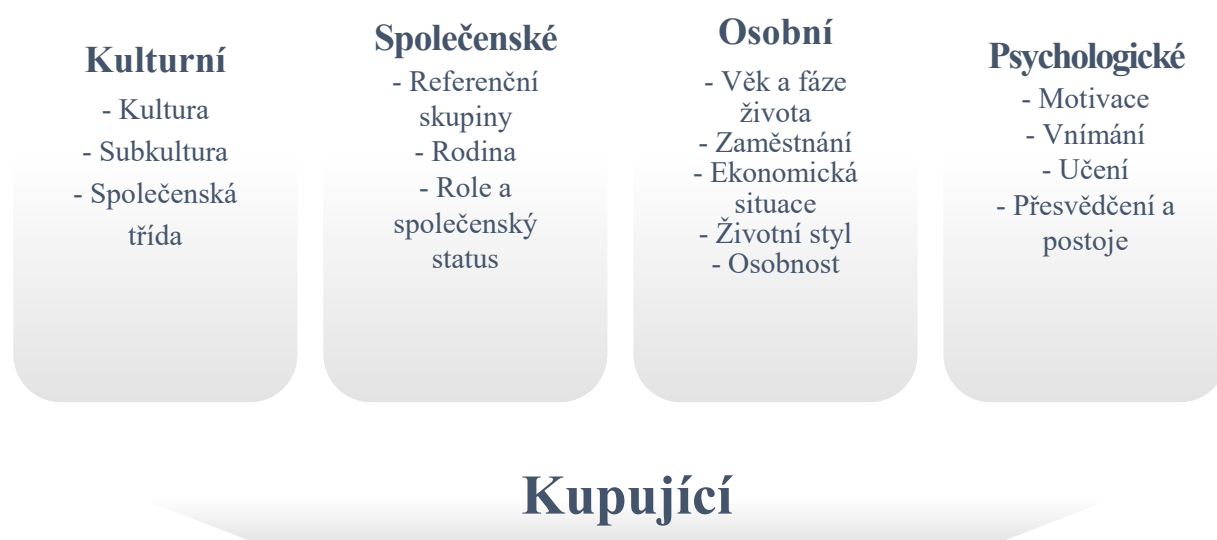 Kulturní
- Kultura
- Subkultura
- Společenská
třída
Společenské
- Referenční
skupiny
- Rodina
- Role a
společenský
status
Osobní
- Věk a fáze
života
- Zaměstnání
- Ekonomická
situace
- Životní styl
- Osobnost
Psychologické
- Motivace
- Vnímání
- Učení
- Přesvědčení a
postoje
Kupující